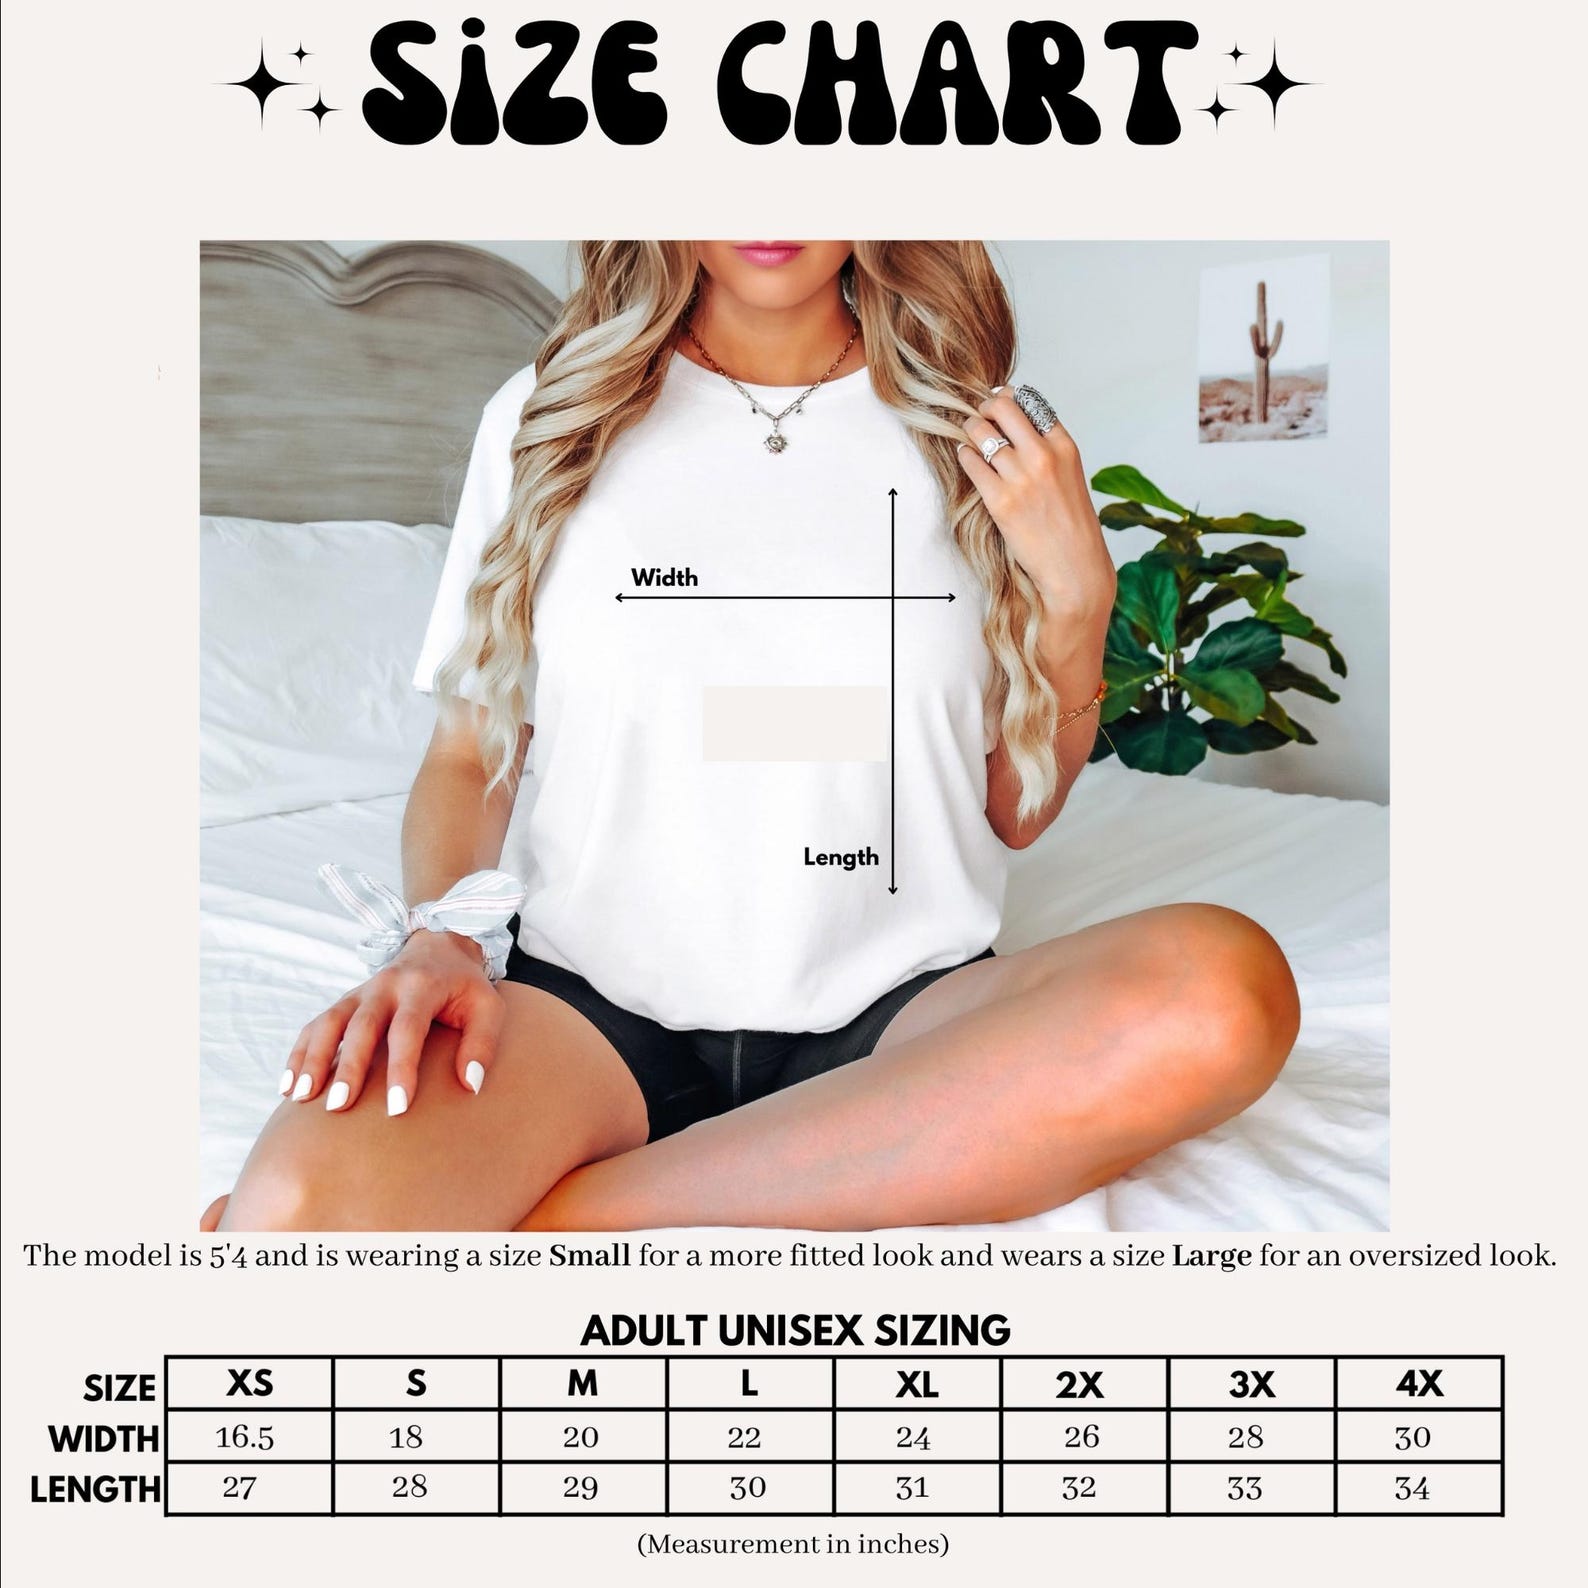 SiZE CHART
Width
Length
The model is 5'4 and is wearing a size Small for a more fitted look and wears a size Large for an oversized look.
ADULT UNISEX SIZING
SIZE XS S M L XL 2X 3X 4X
WIDTH 16.5 18 20 22 24 26 28 30
LENGTH 27 28 29 30 31 32 33 34
(Measurement in inches)